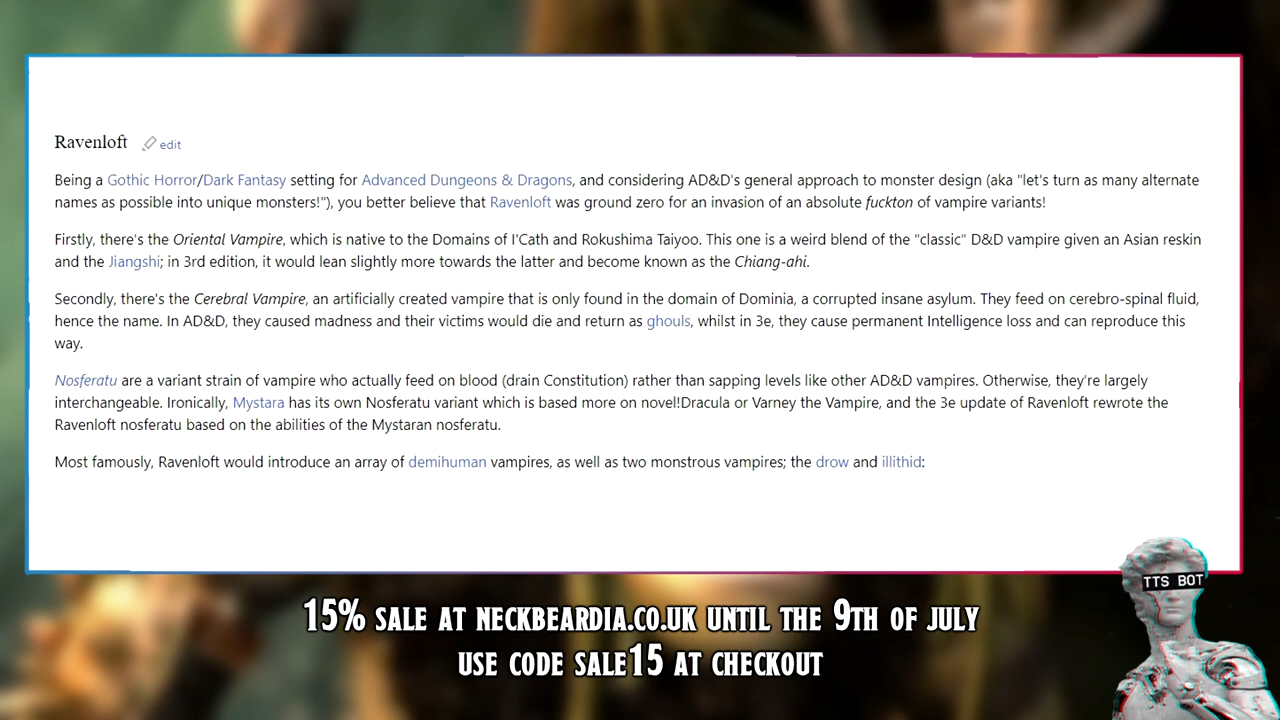 Ravenloft edit
Being a Gothic Horror/Dark Fantasy setting for Advanced Dungeons & Dragons, and considering AD&D's general approach to monster design (aka "let's turn as many alternate
names as possible into unique monsters!"), you better believe that Ravenloft was ground zero for an invasion of an absolute fuckton of vampire variants!
Firstly, there's the Oriental Vampire, which is native to the Domains of I'Cath and Rokushima Taiyoo. This one is a weird blend of the "classic" D&D vampire given an Asian reskin
and the Jiangshi; in 3rd edition, it would lean slightly more towards the latter and become known as the Chiang-ahi.
Secondly, there's the Cerebral Vampire, an artificially created vampire that is only found in the domain of Dominia, a corrupted insane asylum. They feed on cerebro-spinal fluid,
hence the name. In AD&D, they caused madness and their victims would die and return as ghouls, whilst in 3e, they cause permanent Intelligence loss and can reproduce this
way.
Nosferatu are a variant strain of vampire who actually feed on blood (drain Constitution) rather than sapping levels like other AD&D vampires. Otherwise, they're largely
interchangeable. Ironically, Mystara has its own Nosferatu variant which is based more on novel!Dracula or Varney the Vampire, and the 3e update of Ravenloft rewrote the
Ravenloft nosferatu based on the abilities of the Mystaran nosferatu.
Most famously, Ravenloft would introduce an array of demihuman vampires, as well as two monstrous vampires; the drow and illithid:
TTS BOT
15% SALE AT NECKBEARDIA.CO.UK UNTIL THE 9TH OF JULY
USE CODE SALE15 AT CHECKOUT